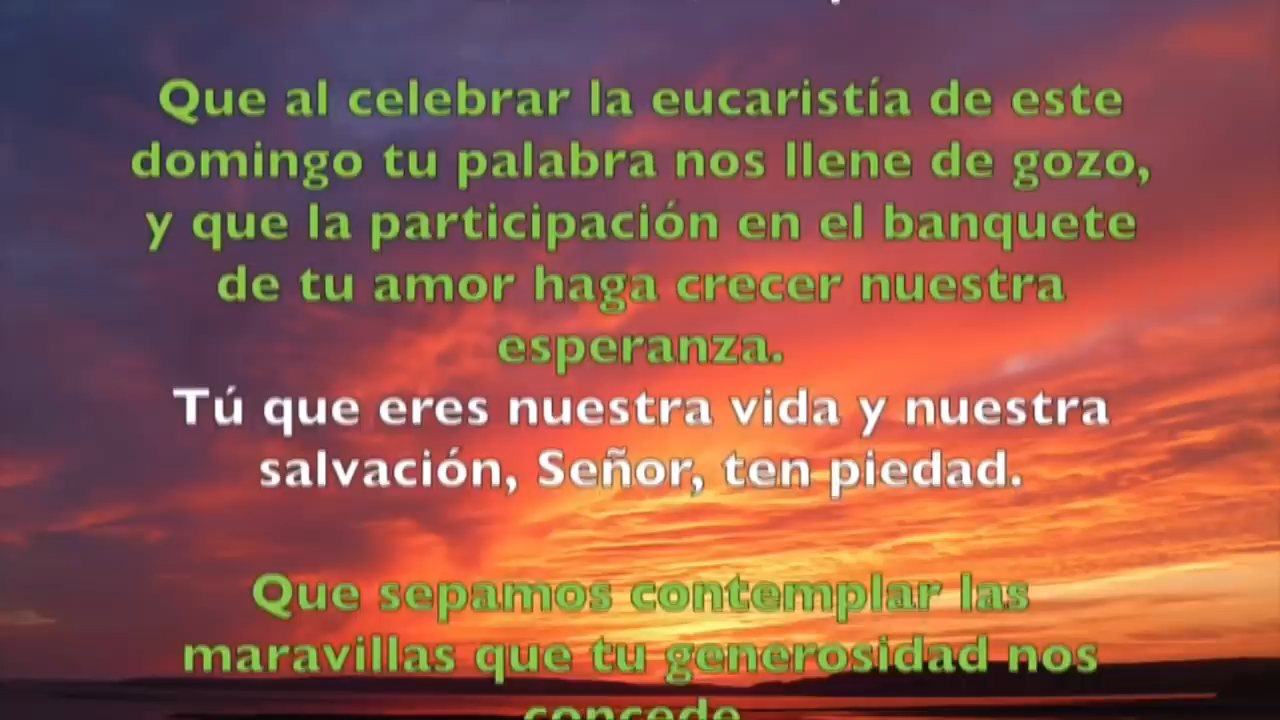 Que al celebrar la eucaristía de este
domingo tu palabra nos llene de gozo,
y que la participación en el banquete
de tu amor haga crecer nuestra
esperanza.
Tú que eres nuestra vida y nuestra
salvación, Señor, ten piedad.
Que sepamos contemplar las
maravillas que tu generosidad nos
concede